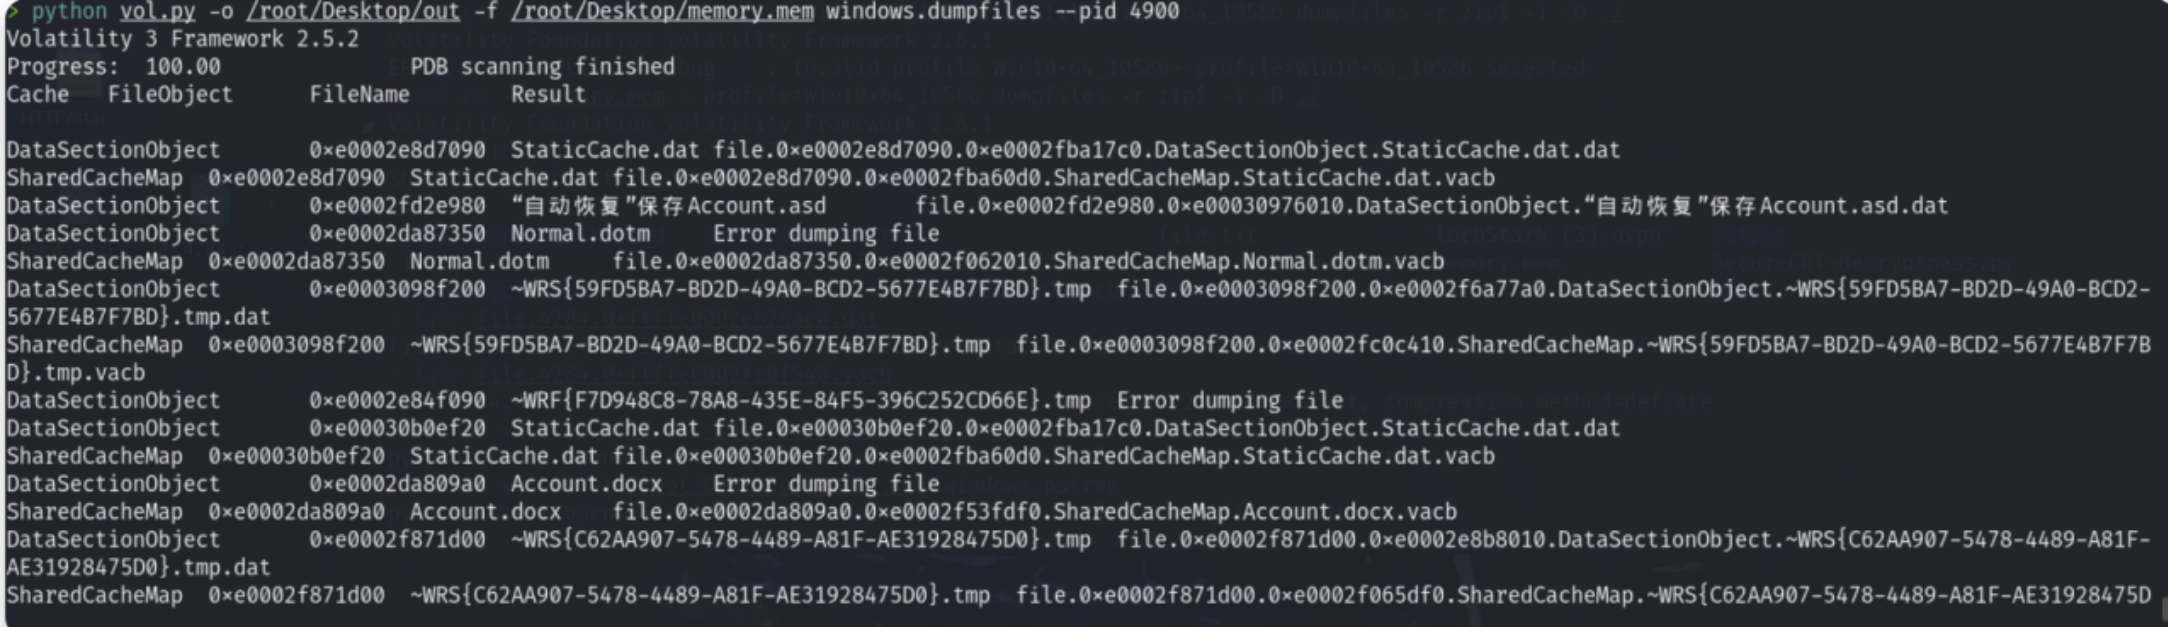 > python vol.py -o /root/Desktop/out -f /root/Desktop/memory.mem windows.dumpfiles --pid 4900
Volatility 3 Framework 2.5.2
Progress:  100.00               PDB scanning finished
Cache   FileObject      FileName        Result
DataSectionObject       0×e0002e8d7090  StaticCache.dat file.0×e0002e8d7090.0×e0002fba17c0.DataSectionObject.StaticCache.dat.dat
SharedCacheMap  0×e0002e8d7090  StaticCache.dat file.0×e0002e8d7090.0×e0002fba60d0.SharedCacheMap.StaticCache.dat.vacb
DataSectionObject       0×e0002fd2e980  “自动恢复”保存Account.asd       file.0×e0002fd2e980.0×e00030976010.DataSectionObject.“自动恢复”保存Account.asd.dat
DataSectionObject       0×e0002da87350  Normal.dotm     Error dumping file
SharedCacheMap  0×e0002da87350  Normal.dotm     file.0×e0002da87350.0×e0002f062010.SharedCacheMap.Normal.dotm.vacb
DataSectionObject       0×e0003098f200  ~WRS{59FD5BA7-BD2D-49A0-BCD2-5677E4B7F7BD}.tmp  file.0×e0003098f200.0×e0002f6a77a0.DataSectionObject.~WRS{59FD5BA7-BD2D-49A0-BCD2-
5677E4B7F7BD}.tmp.dat
SharedCacheMap  0×e0003098f200  ~WRS{59FD5BA7-BD2D-49A0-BCD2-5677E4B7F7BD}.tmp  file.0×e0003098f200.0×e0002fc0c410.SharedCacheMap.~WRS{59FD5BA7-BD2D-49A0-BCD2-5677E4B7F7B
D}.tmp.vacb
DataSectionObject       0×e0002e84f090  ~WRF{F7D948C8-78A8-435E-84F5-396C252CD66E}.tmp  Error dumping file
DataSectionObject       0×e00030b0ef20  StaticCache.dat file.0×e00030b0ef20.0×e0002fba17c0.DataSectionObject.StaticCache.dat.dat
SharedCacheMap  0×e00030b0ef20  StaticCache.dat file.0×e00030b0ef20.0×e0002fba60d0.SharedCacheMap.StaticCache.dat.vacb
DataSectionObject       0×e0002da809a0  Account.docx    Error dumping file
SharedCacheMap  0×e0002da809a0  Account.docx    file.0×e0002da809a0.0×e0002f53fdf0.SharedCacheMap.Account.docx.vacb
DataSectionObject       0×e0002f871d00  ~WRS{C62AA907-5478-4489-A81F-AE31928475D0}.tmp  file.0×e0002f871d00.0×e0002e8b8010.DataSectionObject.~WRS{C62AA907-5478-4489-A81F-
AE31928475D0}.tmp.dat
SharedCacheMap  0×e0002f871d00  ~WRS{C62AA907-5478-4489-A81F-AE31928475D0}.tmp  file.0×e0002f871d00.0×e0002f065df0.SharedCacheMap.~WRS{C62AA907-5478-4489-A81F-AE31928475D